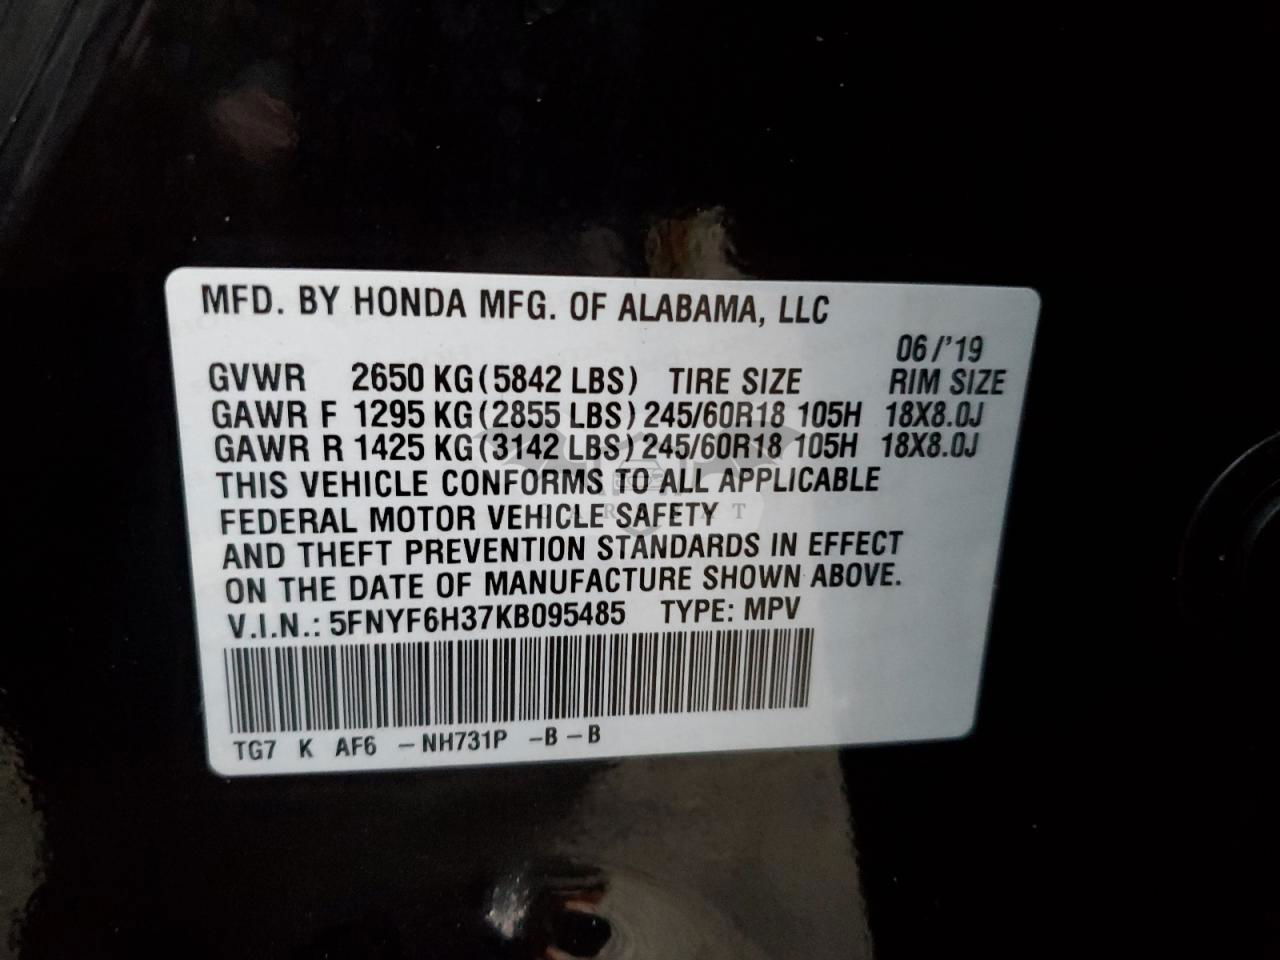 MFD. BY HONDA MFG. OF ALABAMA, LLC
06/'19
GVWR 2650 KG(5842 LBS) TIRE SIZE RIM SIZE
GAWR F 1295 KG(2855 LBS) 245/60R18 105H 18X8.0J
GAWR R 1425 KG(3142 LBS) 245/60R18 105H 18X8.0J
THIS VEHICLE CONFORMS TO ALL APPLICABLE
FEDERAL MOTOR VEHICLE SAFETY
AND THEFT PREVENTION STANDARDS IN EFFECT
ON THE DATE OF MANUFACTURE SHOWN ABOVE.
V.I.N.: 5FNYF6H37KB095485 TYPE: MPV
TG7 K AF6 -NH731P -B-B